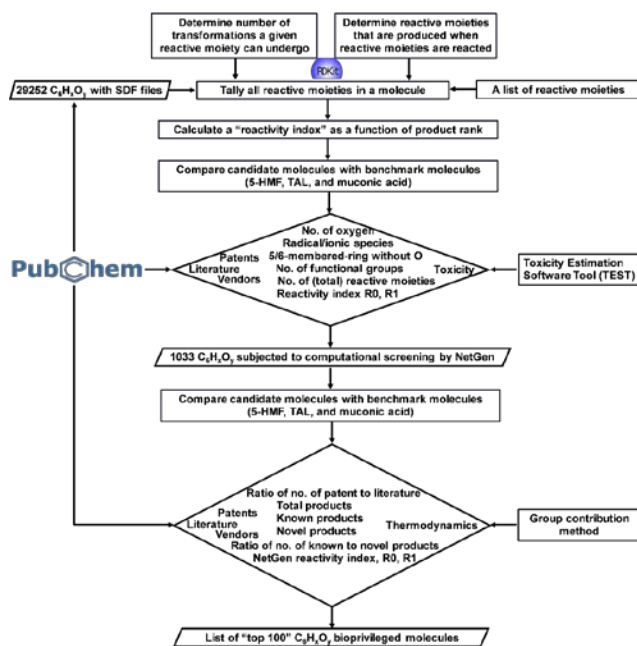 Determine number of
transformations a given
reactive moiety can undergo
Determine reactive moieties
that are produced when
reactive moieties are reacted
RDKit
29252 C₆HₓOᵧ with SDF files
Tally all reactive moieties in a molecule
A list of reactive moieties
Calculate a "reactivity index" as a function of product rank
Compare candidate molecules with benchmark molecules
(5-HMF, TAL, and muconic acid)
PubChem
Patents
Literature
Vendors
No. of oxygen
Radical/ionic species
5/6-membered-ring without O
No. of functional groups
No. of (total) reactive moieties
Reactivity index R0, R1
Toxicity
Toxicity Estimation
Software Tool (TEST)
1033 C₆HₓOᵧ subjected to computational screening by NetGen
Compare candidate molecules with benchmark molecules
(5-HMF, TAL, and muconic acid)
Ratio of no. of patent to literature
Patents
Literature
Vendors
Total products
Known products
Novel products
Thermodynamics
Ratio of no. of known to novel products
NetGen reactivity index, R0, R1
Group contribution
method
List of "top 100" C₆HₓOᵧ bioprivileged molecules